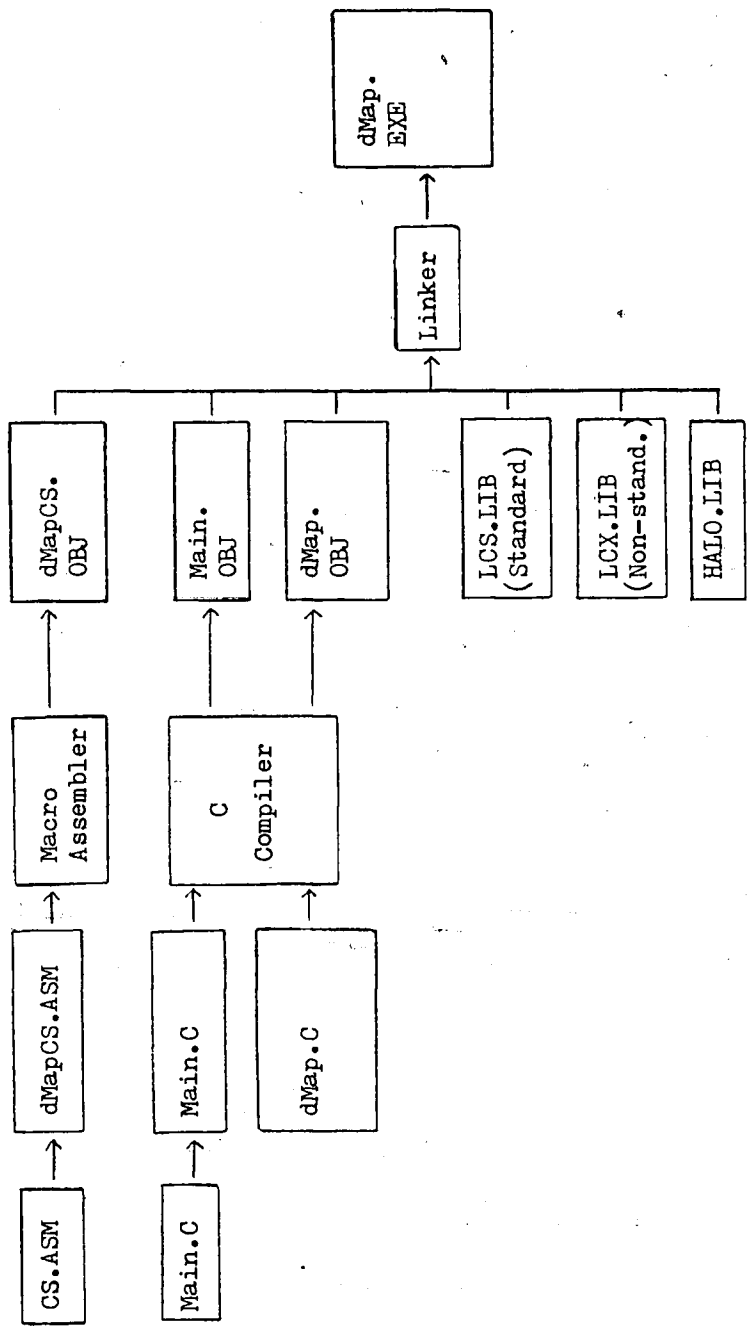 CS.ASM
dMapCS.ASM
Macro
Assembler
dMapCS.
OBJ
Main.C
Main.C
C
Compiler
Main.
OBJ
dMap.C
dMap.
OBJ
LCS.LIB
(Standard)
LCX.LIB
(Non-stand.)
HALO.LIB
Linker
dMap.
EXE